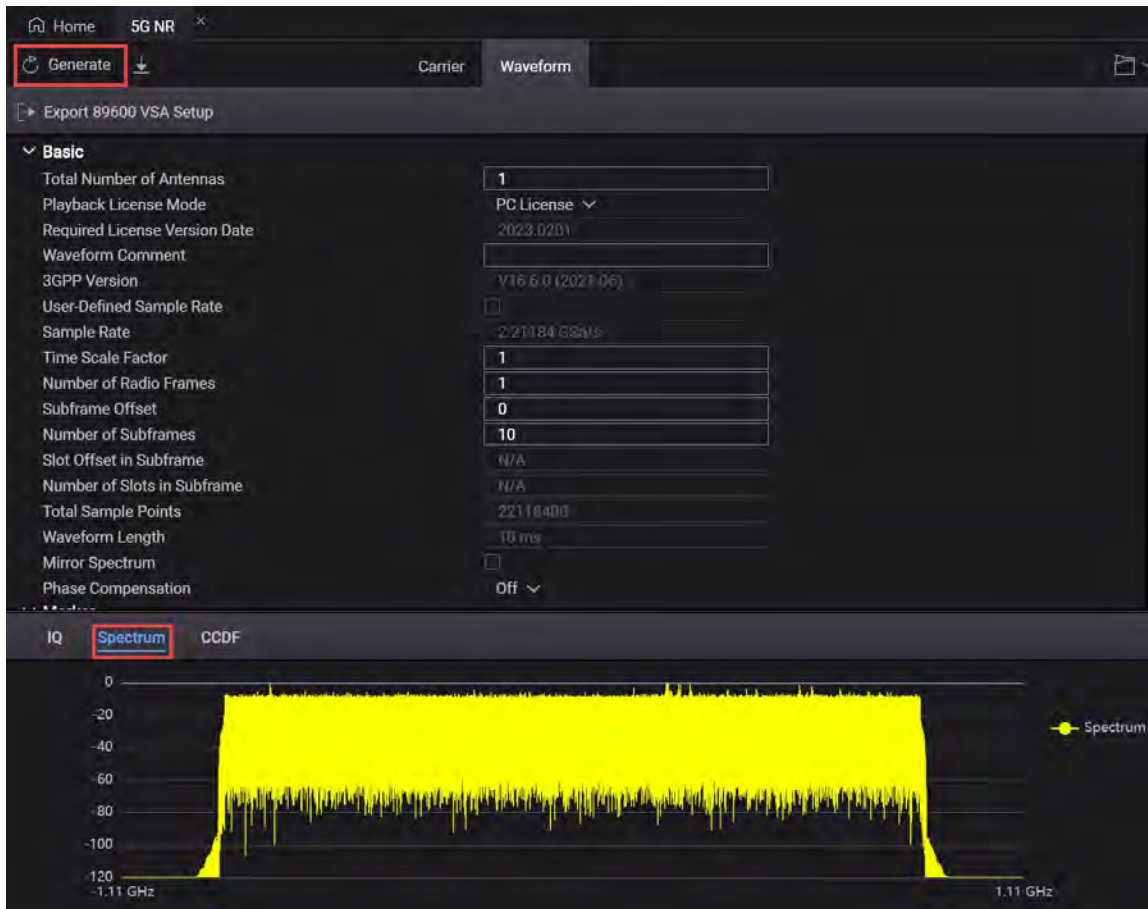 Home 5G NR ×
Generate Carrier Waveform
Export 89600 VSA Setup
Basic
Total Number of Antennas 1
Playback License Mode PC License
Required License Version Date 2023.0201
Waveform Comment
3GPP Version V16.6.0 (2021-06)
User-Defined Sample Rate
Sample Rate 2.21184 GSa/s
Time Scale Factor 1
Number of Radio Frames 1
Subframe Offset 0
Number of Subframes 10
Slot Offset in Subframe N/A
Number of Slots in Subframe N/A
Total Sample Points 22118400
Waveform Length 10 ms
Mirror Spectrum
Phase Compensation Off
IQ Spectrum CCDF
0
-20
-40
-60
-80
-100
-120
-1.11 GHz 1.11 GHz
Spectrum